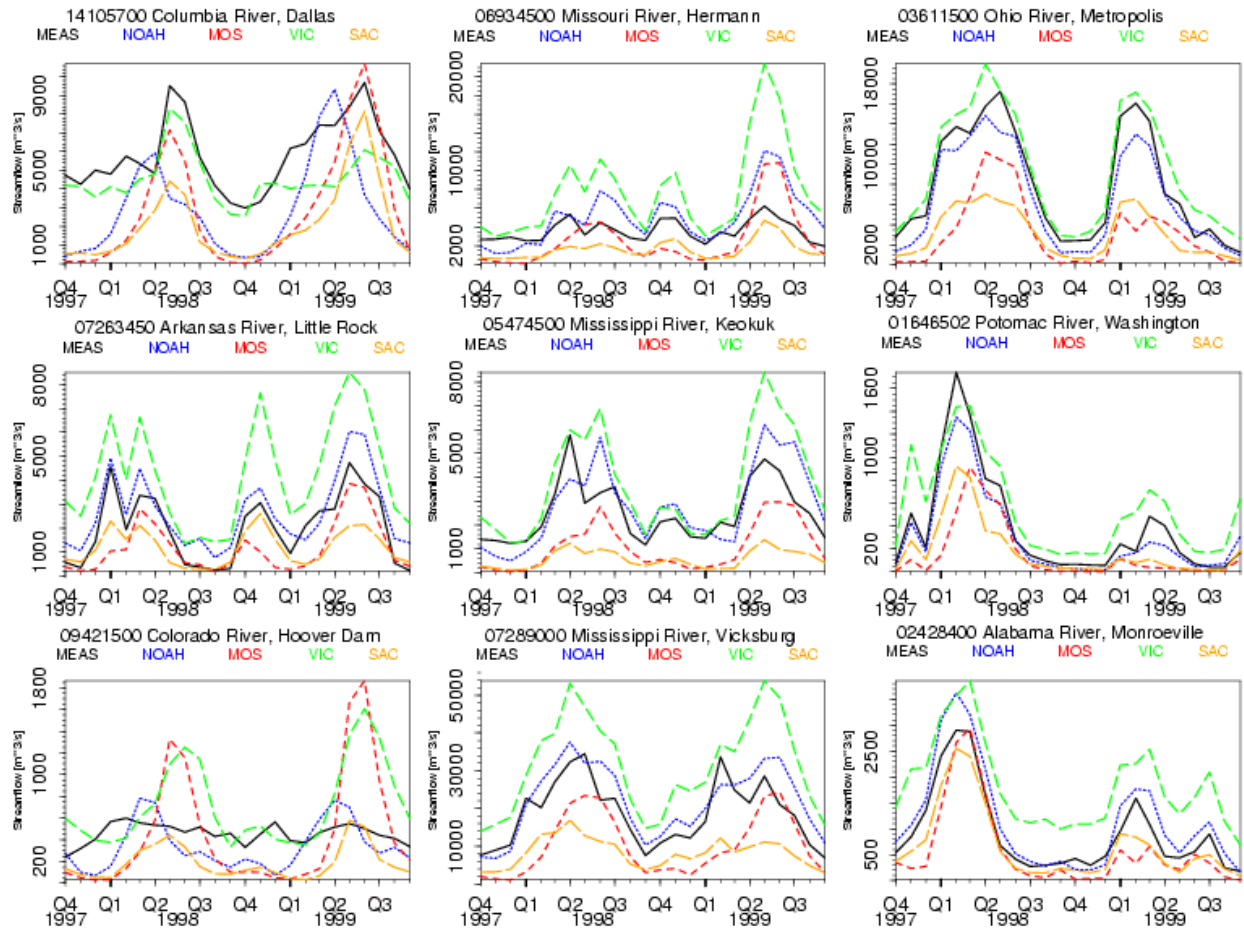 14105700 Columbia River, Dallas
MEAS NOAH MOS VIC SAC
Streamflow [m**3/s]
9000
5000
1000
Q4 Q1 Q2 Q3 Q4 Q1 Q2 Q3
1997 1998 1999
06934500 Missouri River, Hermann
MEAS NOAH MOS VIC SAC
Streamflow [m**3/s]
20000
10000
2000
Q4 Q1 Q2 Q3 Q4 Q1 Q2 Q3
1997 1998 1999
03611500 Ohio River, Metropolis
MEAS NOAH MOS VIC SAC
Streamflow [m**3/s]
18000
10000
2000
Q4 Q1 Q2 Q3 Q4 Q1 Q2 Q3
1997 1998 1999
07263450 Arkansas River, Little Rock
MEAS NOAH MOS VIC SAC
Streamflow [m**3/s]
8000
5000
1000
Q4 Q1 Q2 Q3 Q4 Q1 Q2 Q3
1997 1998 1999
05474500 Mississippi River, Keokuk
MEAS NOAH MOS VIC SAC
Streamflow [m**3/s]
8000
5000
1000
Q4 Q1 Q2 Q3 Q4 Q1 Q2 Q3
1997 1998 1999
01646502 Potomac River, Washington
MEAS NOAH MOS VIC SAC
Streamflow [m**3/s]
1600
1000
200
Q4 Q1 Q2 Q3 Q4 Q1 Q2 Q3
1997 1998 1999
09421500 Colorado River, Hoover Dam
MEAS NOAH MOS VIC SAC
Streamflow [m**3/s]
1800
1000
200
Q4 Q1 Q2 Q3 Q4 Q1 Q2 Q3
1997 1998 1999
07289000 Mississippi River, Vicksburg
MEAS NOAH MOS VIC SAC
Streamflow [m**3/s]
50000
30000
10000
Q4 Q1 Q2 Q3 Q4 Q1 Q2 Q3
1997 1998 1999
02428400 Alabama River, Monroeville
MEAS NOAH MOS VIC SAC
Streamflow [m**3/s]
2500
500
Q4 Q1 Q2 Q3 Q4 Q1 Q2 Q3
1997 1998 1999